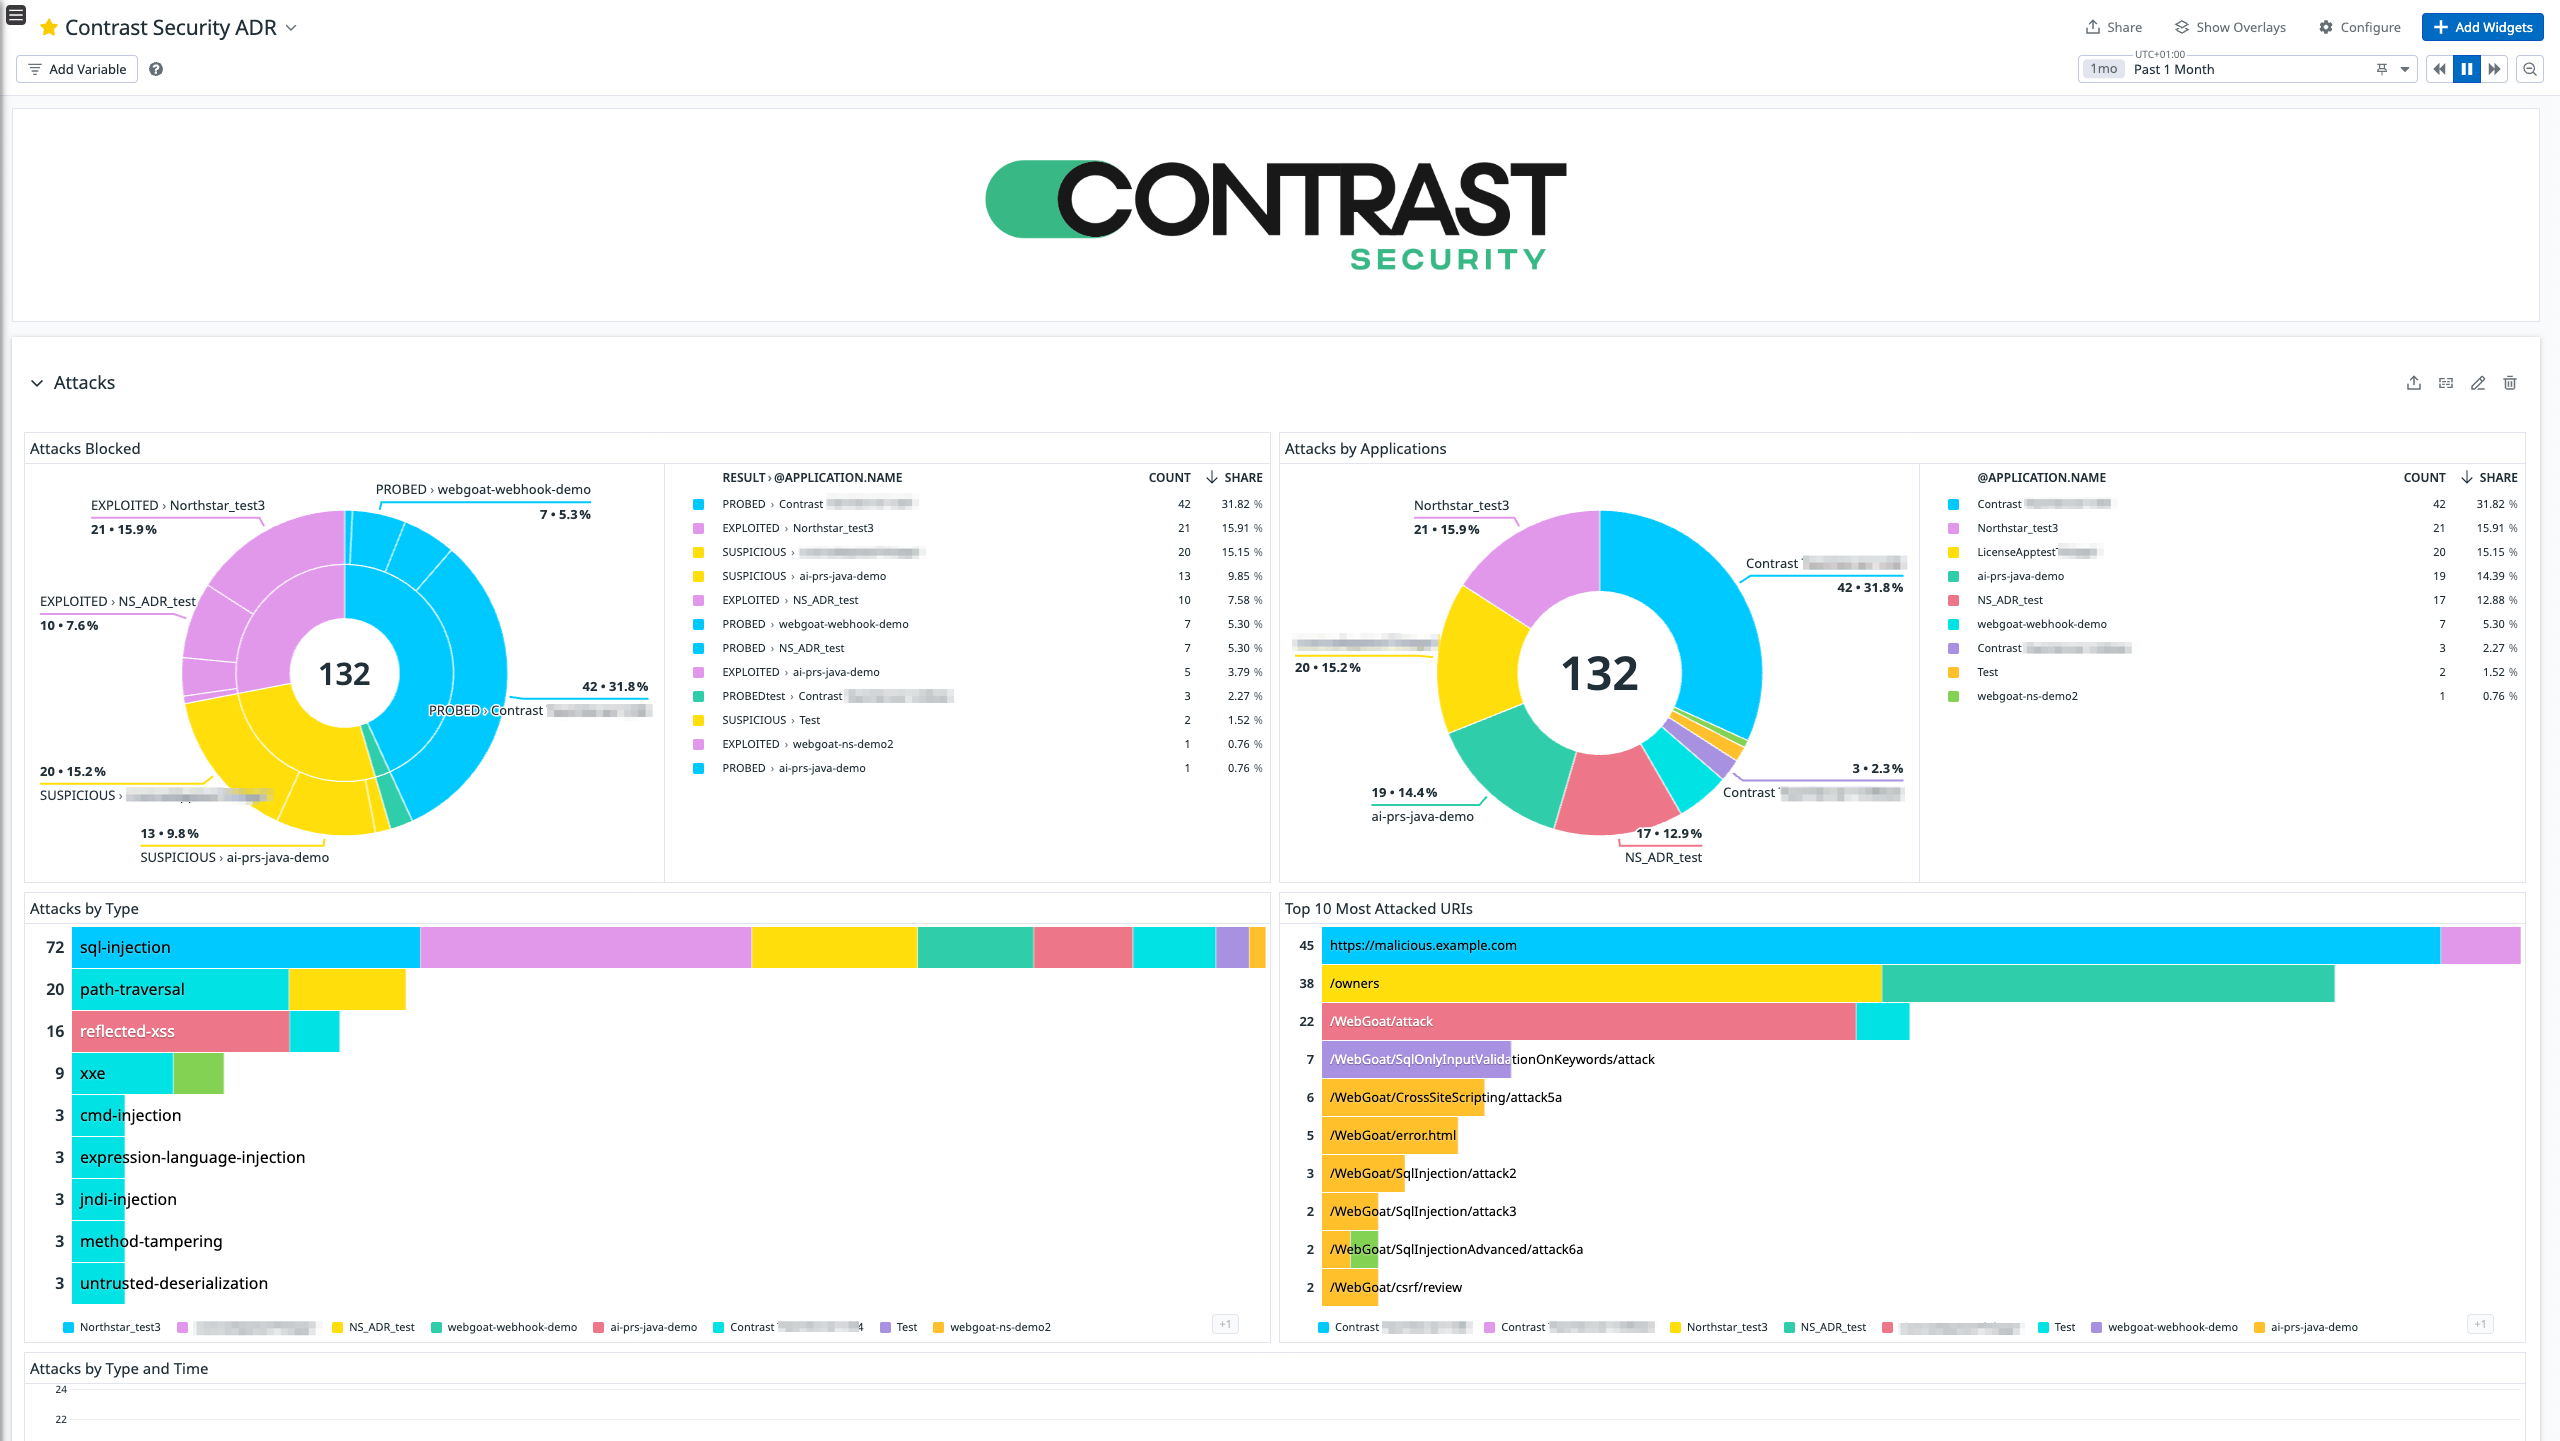 Contrast Security ADR
Share
Show Overlays
Configure
Add Widgets
Add Variable
UTC+01:00
1mo
Past 1 Month
CONTRAST
SECURITY
Attacks
Attacks Blocked
PROBED › webgoat-webhook-demo
7 • 5.3%
EXPLOITED › Northstar_test3
21 • 15.9%
EXPLOITED › NS_ADR_test
10 • 7.6%
132
42 • 31.8%
PROBED › Contrast
20 • 15.2%
SUSPICIOUS ›
13 • 9.8%
SUSPICIOUS › ai-prs-java-demo
RESULT › @APPLICATION.NAME COUNT SHARE
PROBED › Contrast 42 31.82 %
EXPLOITED › Northstar_test3 21 15.91 %
SUSPICIOUS › 20 15.15 %
SUSPICIOUS › ai-prs-java-demo 13 9.85 %
EXPLOITED › NS_ADR_test 10 7.58 %
PROBED › webgoat-webhook-demo 7 5.30 %
PROBED › NS_ADR_test 7 5.30 %
EXPLOITED › ai-prs-java-demo 5 3.79 %
PROBEDtest › Contrast 3 2.27 %
SUSPICIOUS › Test 2 1.52 %
EXPLOITED › webgoat-ns-demo2 1 0.76 %
PROBED › ai-prs-java-demo 1 0.76 %
Attacks by Applications
Northstar_test3
21 • 15.9%
Contrast
42 • 31.8%
20 • 15.2%
132
3 • 2.3%
Contrast
19 • 14.4%
ai-prs-java-demo
17 • 12.9%
NS_ADR_test
@APPLICATION.NAME COUNT SHARE
Contrast 42 31.82 %
Northstar_test3 21 15.91 %
LicenseApptest 20 15.15 %
ai-prs-java-demo 19 14.39 %
NS_ADR_test 17 12.88 %
webgoat-webhook-demo 7 5.30 %
Contrast 3 2.27 %
Test 2 1.52 %
webgoat-ns-demo2 1 0.76 %
Attacks by Type
72 sql-injection
20 path-traversal
16 reflected-xss
9 xxe
3 cmd-injection
3 expression-language-injection
3 jndi-injection
3 method-tampering
3 untrusted-deserialization
Northstar_test3 NS_ADR_test webgoat-webhook-demo ai-prs-java-demo Contrast 4 Test webgoat-ns-demo2 +1
Top 10 Most Attacked URIs
45 https://malicious.example.com
38 /owners
22 /WebGoat/attack
7 /WebGoat/SqlOnlyInputValidationOnKeywords/attack
6 /WebGoat/CrossSiteScripting/attack5a
5 /WebGoat/error.html
3 /WebGoat/SqlInjection/attack2
2 /WebGoat/SqlInjection/attack3
2 /WebGoat/SqlInjectionAdvanced/attack6a
2 /WebGoat/csrf/review
Contrast Contrast Northstar_test3 NS_ADR_test Test webgoat-webhook-demo ai-prs-java-demo +1
Attacks by Type and Time
24
22